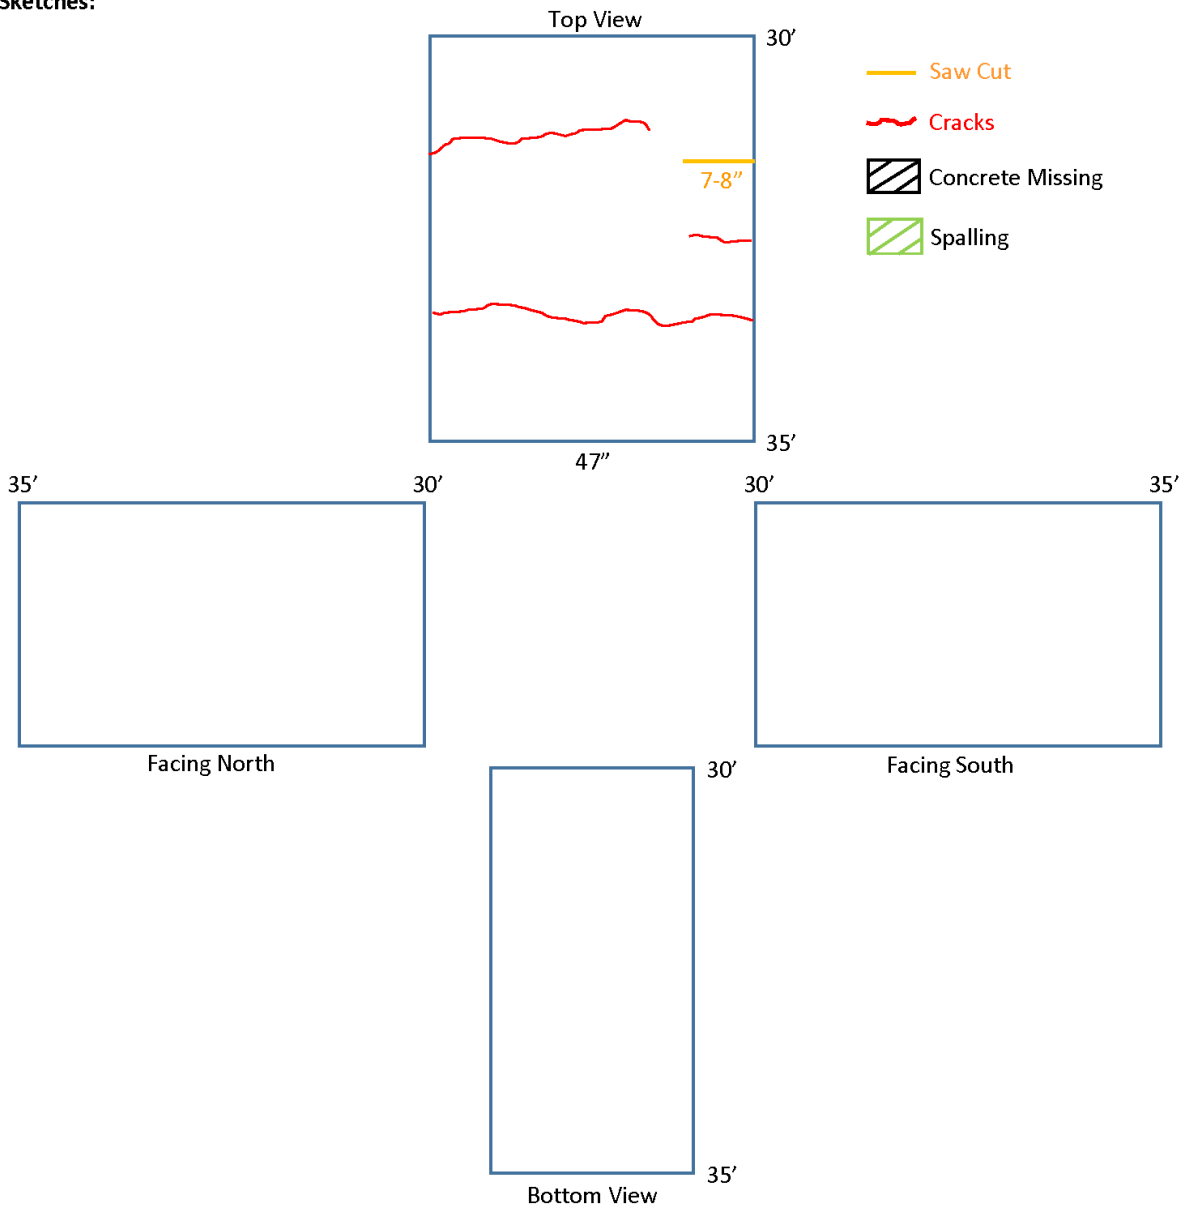 Sketches:
Top View
30’
Saw Cut
Cracks
7-8”
Concrete Missing
Spalling
35’
47”
35’ 30’ 30’ 35’
Facing North
Facing South
30’
35’
Bottom View